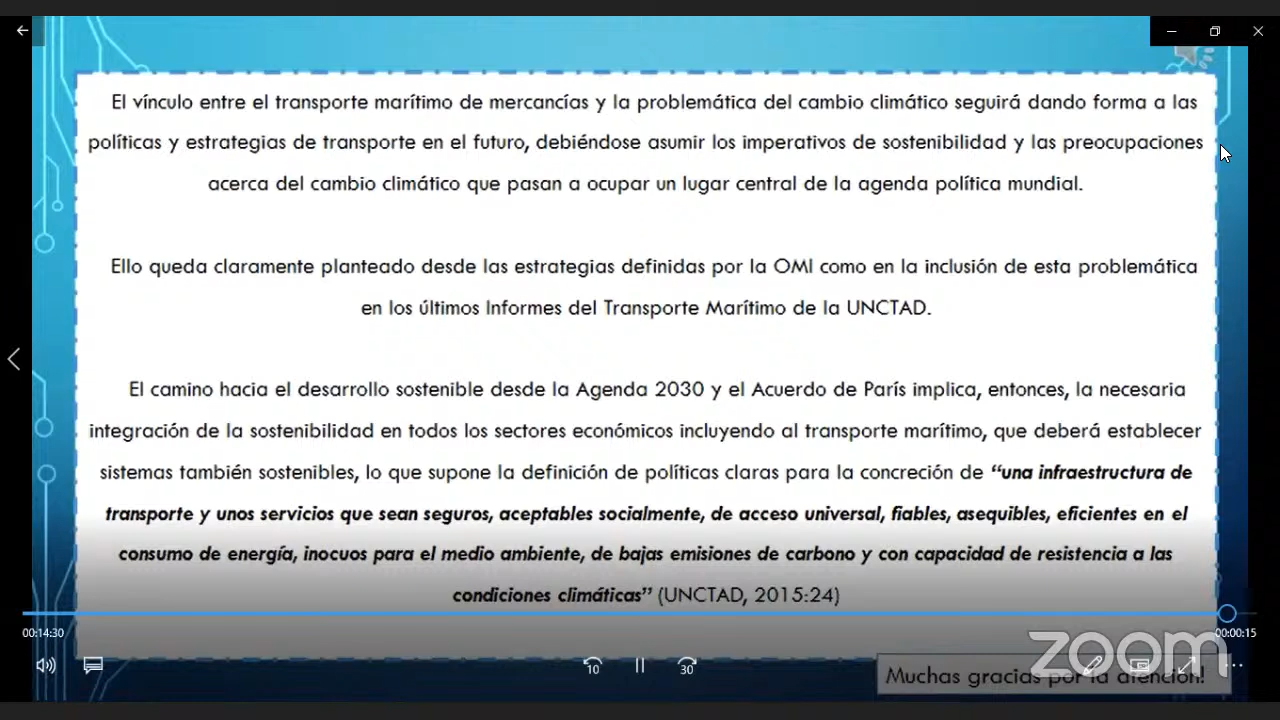 El vínculo entre el transporte marítimo de mercancías y la problemática del cambio climático seguirá dando forma a las
políticas y estrategias de transporte en el futuro, debiéndose asumir los imperativos de sostenibilidad y las preocupaciones
acerca del cambio climático que pasan a ocupar un lugar central de la agenda política mundial.
Ello queda claramente planteado desde las estrategias definidas por la OMI como en la inclusión de esta problemática
en los últimos Informes del Transporte Marítimo de la UNCTAD.
El camino hacia el desarrollo sostenible desde la Agenda 2030 y el Acuerdo de París implica, entonces, la necesaria
integración de la sostenibilidad en todos los sectores económicos incluyendo al transporte marítimo, que deberá establecer
sistemas también sostenibles, lo que supone la definición de políticas claras para la concreción de “una infraestructura de
transporte y unos servicios que sean seguros, aceptables socialmente, de acceso universal, fiables, asequibles, eficientes en el
consumo de energía, inocuos para el medio ambiente, de bajas emisiones de carbono y con capacidad de resistencia a las
condiciones climáticas” (UNCTAD, 2015:24)
00:14:30
00:00:15
10
30
zoom
Muchas gracias por la atención!